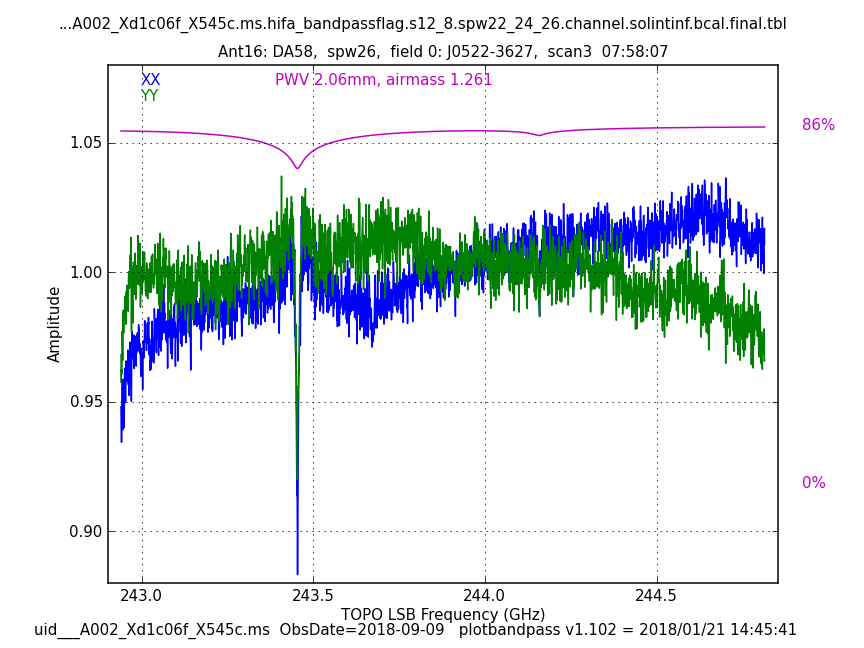 ...A002_Xd1c06f_X545c.ms.hifa_bandpassflag.s12_8.spw22_24_26.channel.solintinf.bcal.final.tbl
Ant16: DA58, spw26, field 0: J0522-3627, scan3 07:58:07
XX
PWV 2.06mm, airmass 1.261
YY
86%
1.05
1.00
Amplitude
0.95
0%
0.90
243.0 243.5 244.0 244.5
TOPO LSB Frequency (GHz)
uid___A002_Xd1c06f_X545c.ms ObsDate=2018-09-09 plotbandpass v1.102 = 2018/01/21 14:45:41